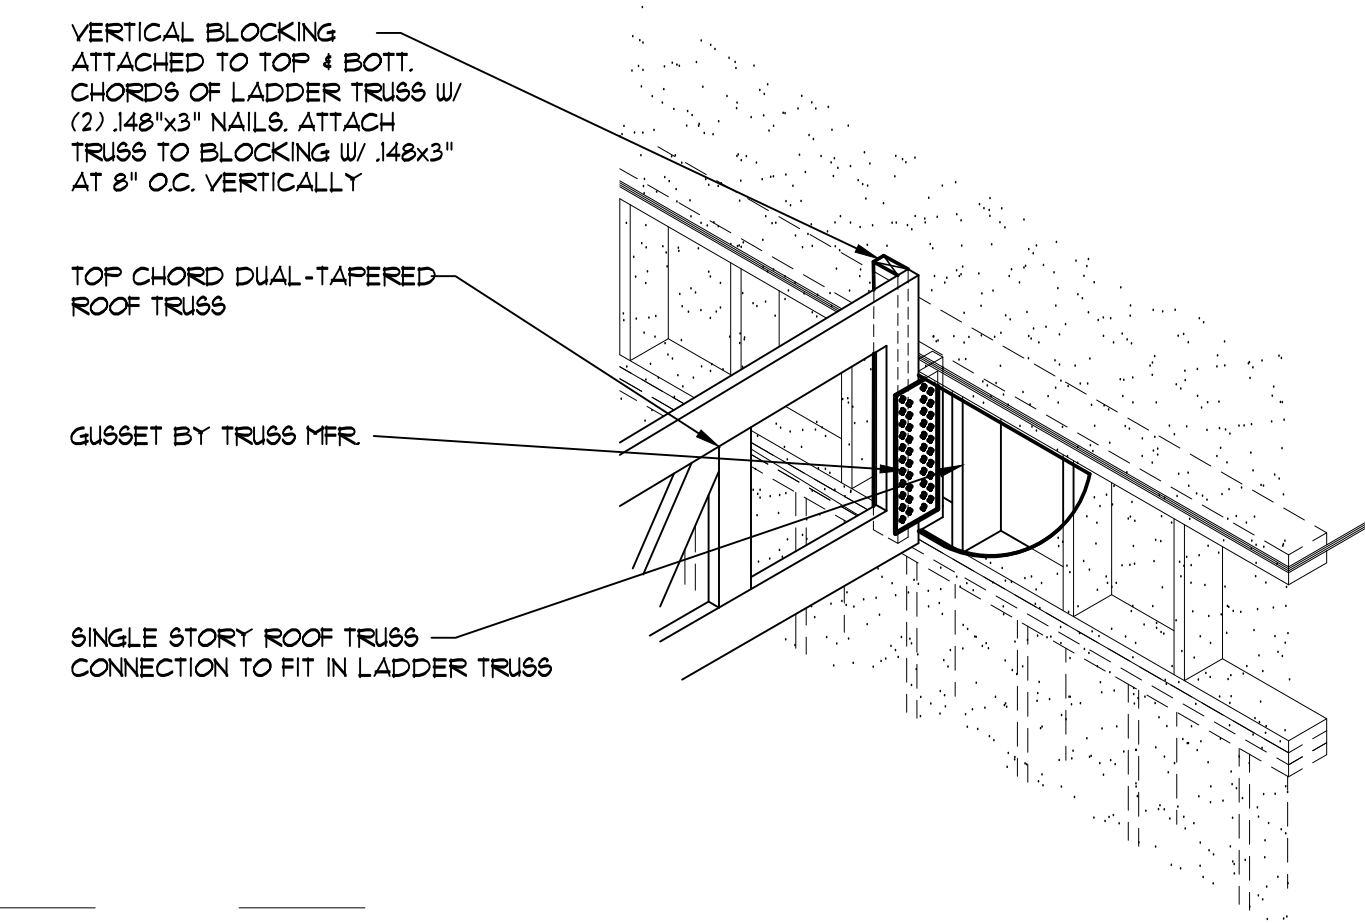 VERTICAL BLOCKING
ATTACHED TO TOP & BOTT.
CHORDS OF LADDER TRUSS W/
(2) .148"x3" NAILS. ATTACH
TRUSS TO BLOCKING W/ .148x3"
AT 8" O.C. VERTICALLY
TOP CHORD DUAL-TAPERED
ROOF TRUSS
GUSSET BY TRUSS MFR.
SINGLE STORY ROOF TRUSS
CONNECTION TO FIT IN LADDER TRUSS